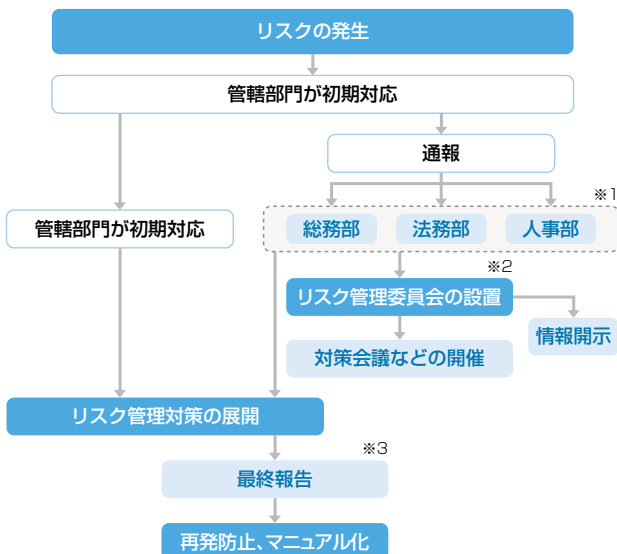 リスクの発生
管轄部門が初期対応
通報
※1
管轄部門が初期対応
総務部 法務部 人事部
※2
リスク管理委員会の設置
情報開示
対策会議などの開催
リスク管理対策の展開
※3
最終報告
再発防止、マニュアル化